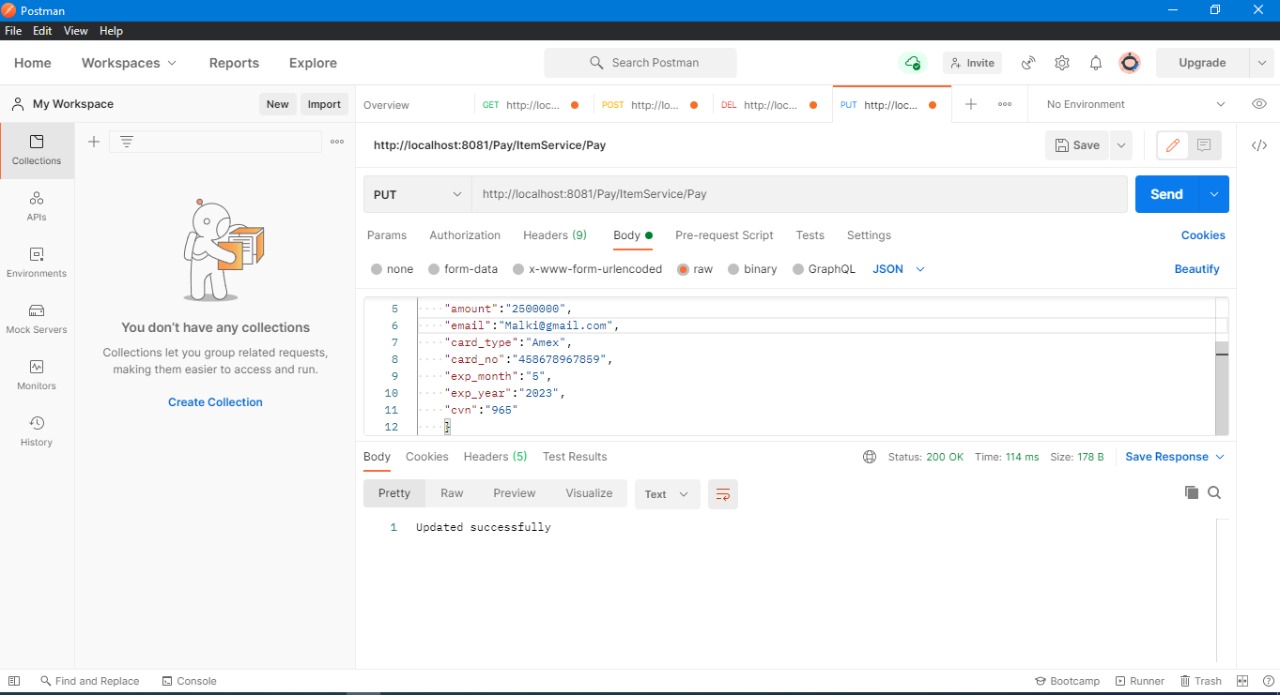 Postman
File Edit View Help
Home Workspaces Reports Explore Search Postman Invite Upgrade
My Workspace New Import Overview GET http://loc... POST http://lo... DEL http://loc... PUT http://loc... No Environment
Collections
APIs
Environments
Mock Servers
Monitors
History
You don't have any collections
Collections let you group related requests,
making them easier to access and run.
Create Collection
http://localhost:8081/Pay/ItemService/Pay Save
PUT http://localhost:8081/Pay/ItemService/Pay Send
Params Authorization Headers (9) Body Pre-request Script Tests Settings Cookies
none form-data x-www-form-urlencoded raw binary GraphQL JSON Beautify
5 "amount":"2500000",
6 "email":"Malki@gmail.com",
7 "card_type":"Amex",
8 "card_no":"458678967859",
9 "exp_month":"5",
10 "exp_year":"2023",
11 "cvn":"965"
12 }
Body Cookies Headers (5) Test Results Status: 200 OK Time: 114 ms Size: 178 B Save Response
Pretty Raw Preview Visualize Text
1 Updated successfully
Find and Replace Console Bootcamp Runner Trash